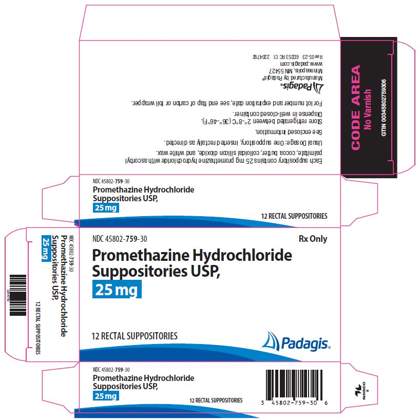 Each suppository contains 25 mg promethazine hydrochloride with ascorbyl
palmitate, cocoa butter, colloidal silicon dioxide, and white wax.
Usual Dosage: One suppository, inserted rectally as directed.
See enclosed information.
Store refrigerated between 2°-8°C (36°-46°F).
Dispense in well-closed container.
For lot number and expiration date, see end flap of carton or foil wrapper.
Padagis®
Manufactured by Padagis®
Minneapolis, MN 55427
www.padagis.com
CODE AREA
No Varnish
GTIN 00345802759306
NDC 45802-759-30
Promethazine Hydrochloride
Suppositories USP,
25 mg
12 RECTAL SUPPOSITORIES
NDC 45802-759-30
Rx Only
Promethazine Hydrochloride
Suppositories USP,
25 mg
12 RECTAL SUPPOSITORIES
Padagis®
NDC 45802-759-30
Promethazine Hydrochloride
Suppositories USP,
25 mg
12 RECTAL SUPPOSITORIES
NDC 45802-759-30
Promethazine Hydrochloride
Suppositories USP,
25 mg
12 RECTAL SUPPOSITORIES
3 45802-759-30 6